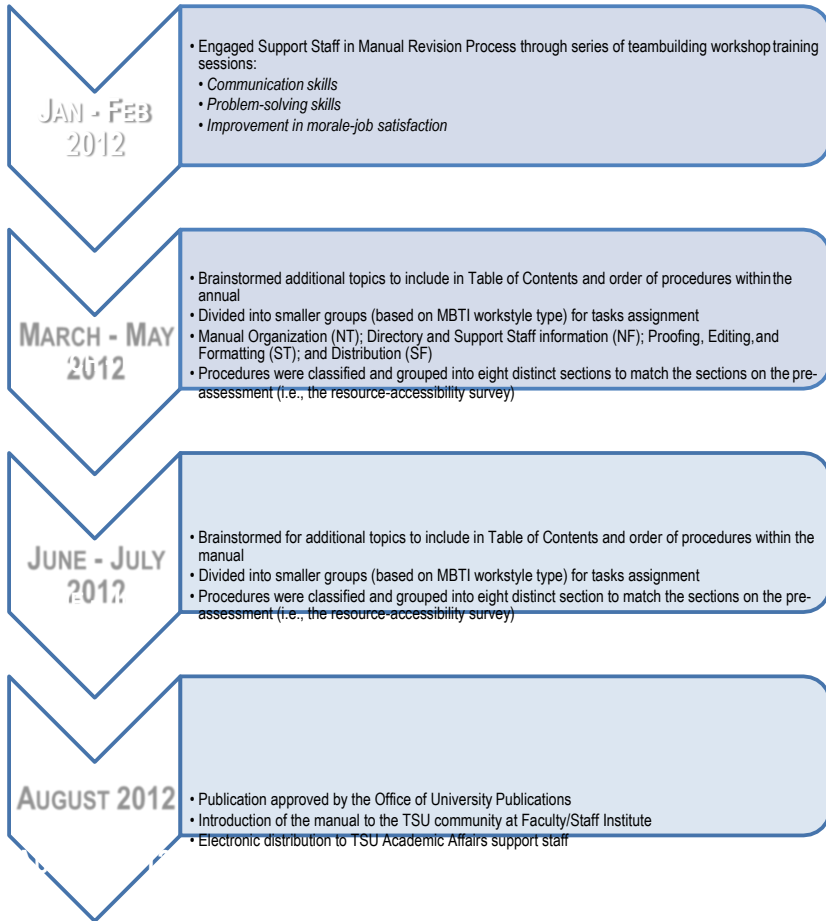 JAN - FEB
2012
• Engaged Support Staff in Manual Revision Process through series of teambuilding workshop training
sessions:
• Communication skills
• Problem-solving skills
• Improvement in morale-job satisfaction
MARCH - MAY
2012
• Brainstormed additional topics to include in Table of Contents and order of procedures within the
annual
• Divided into smaller groups (based on MBTI workstyle type) for tasks assignment
• Manual Organization (NT); Directory and Support Staff information (NF); Proofing, Editing, and
Formatting (ST); and Distribution (SF)
• Procedures were classified and grouped into eight distinct sections to match the sections on the pre-
assessment (i.e., the resource-accessibility survey)
JUNE - JULY
2012
• Brainstormed for additional topics to include in Table of Contents and order of procedures within the
manual
• Divided into smaller groups (based on MBTI workstyle type) for tasks assignment
• Procedures were classified and grouped into eight distinct section to match the sections on the pre-
assessment (i.e., the resource-accessibility survey)
AUGUST 2012
• Publication approved by the Office of University Publications
• Introduction of the manual to the TSU community at Faculty/Staff Institute
• Electronic distribution to TSU Academic Affairs support staff